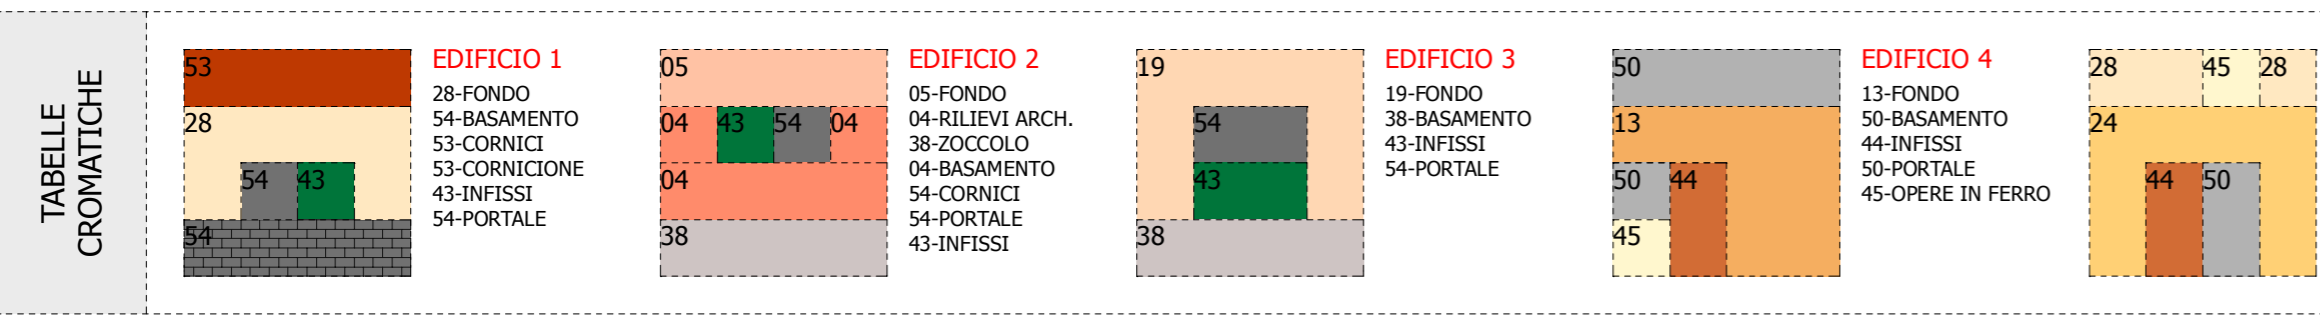 TABELLE
CROMATICHE
53
28
54 43
54
EDIFICIO 1
28-FONDO
54-BASAMENTO
53-CORNICI
53-CORNICIONE
43-INFISSI
54-PORTALE
05
04 43 54 04
04
38
EDIFICIO 2
05-FONDO
04-RILIEVI ARCH.
38-ZOCCOLO
04-BASAMENTO
54-CORNICI
54-PORTALE
43-INFISSI
19
54
43
38
EDIFICIO 3
19-FONDO
38-BASAMENTO
43-INFISSI
54-PORTALE
50
13
50 44
45
EDIFICIO 4
13-FONDO
50-BASAMENTO
44-INFISSI
50-PORTALE
45-OPERE IN FERRO
28 45 28
24
44 50